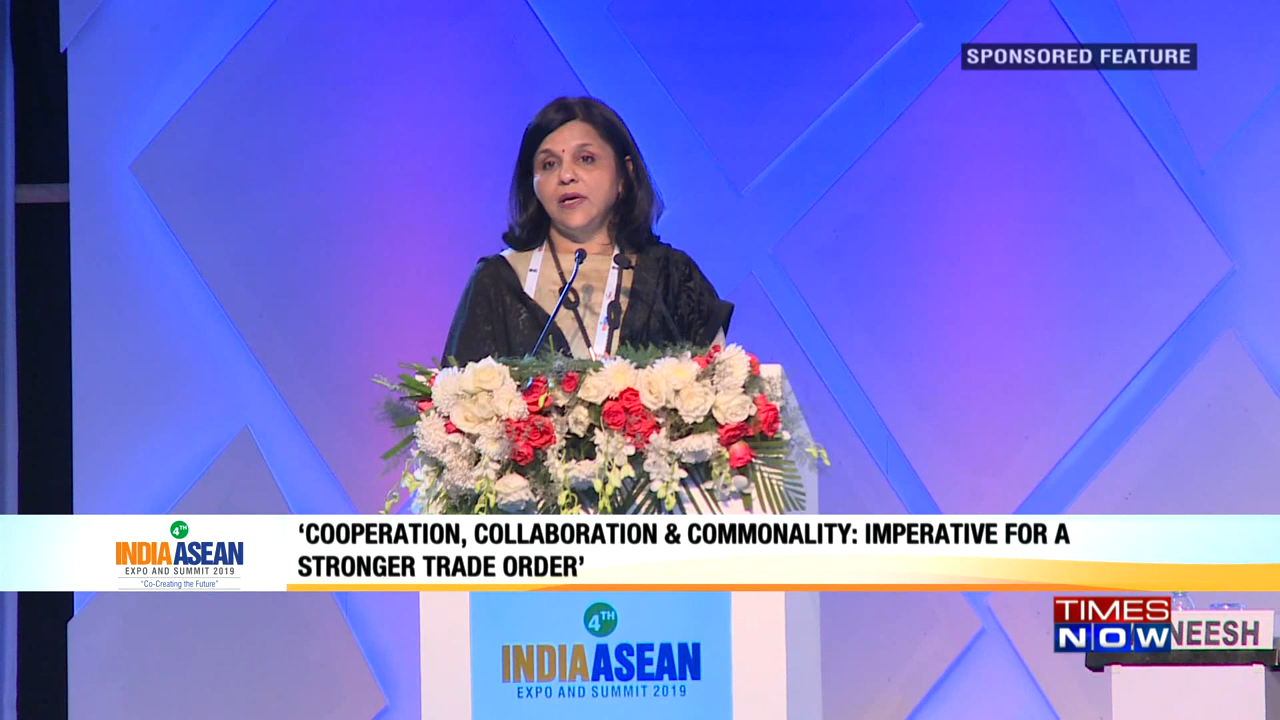 SPONSORED FEATURE
4TH
INDIA ASEAN
EXPO AND SUMMIT 2019
"Co-Creating the Future"
‘COOPERATION, COLLABORATION & COMMONALITY: IMPERATIVE FOR A
STRONGER TRADE ORDER’
4TH
INDIA ASEAN
EXPO AND SUMMIT 2019
TIMES
NOW
NEESH